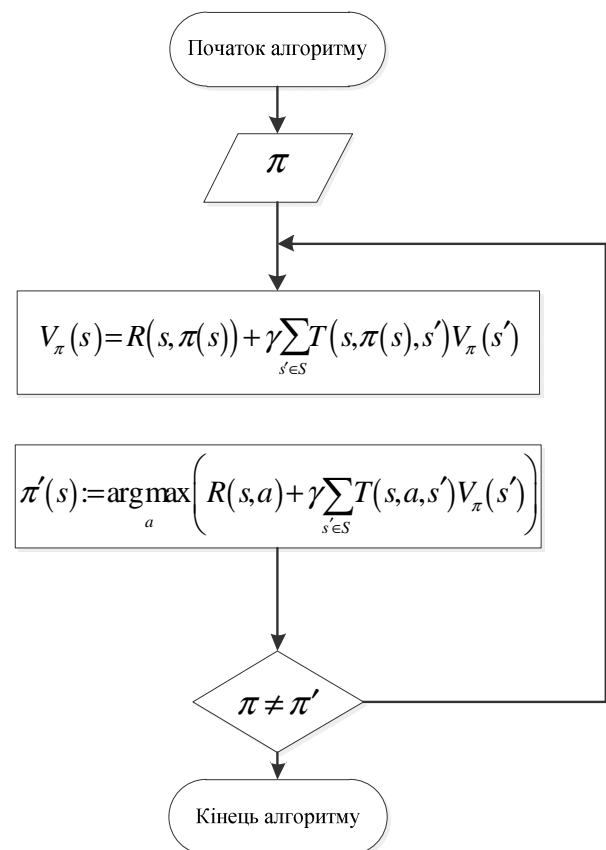 Початок алгоритму
π
V_π(s)=R(s,π(s))+γ∑_{s′∈S}T(s,π(s),s′)V_π(s′)
π′(s):=argmax_a(R(s,a)+γ∑_{s′∈S}T(s,a,s′)V_π(s′))
π≠π′
Кінець алгоритму